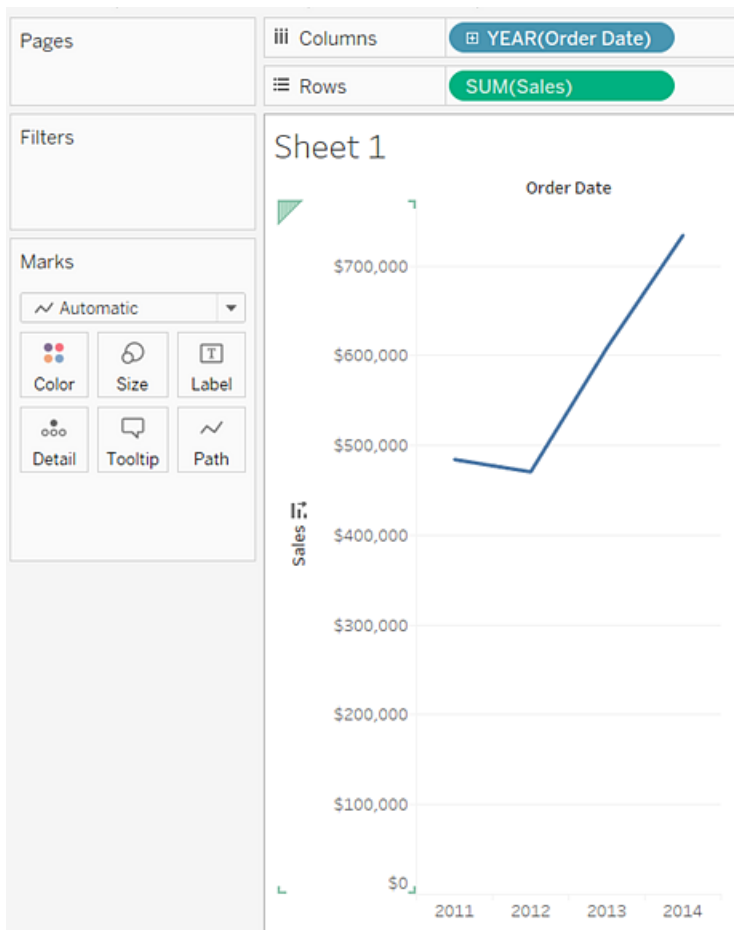 Pages
Columns
YEAR(Order Date)
Rows
SUM(Sales)
Filters
Marks
Automatic
Color
Size
T
Label
Detail
Tooltip
Path
Sheet 1
Order Date
Sales
$700,000
$600,000
$500,000
$400,000
$300,000
$200,000
$100,000
$0
2011 2012 2013 2014